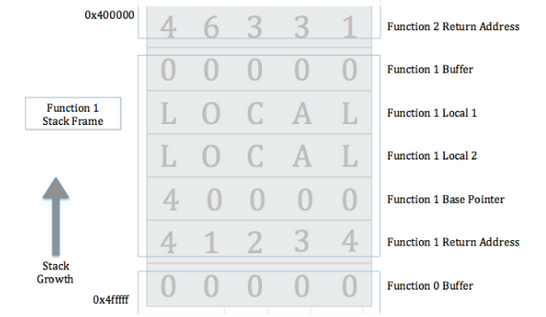 0x400000
4 6 3 3 1 Function 2 Return Address
0 0 0 0 0 Function 1 Buffer
Function 1
Stack Frame
L O C A L Function 1 Local 1
L O C A L Function 1 Local 2
4 0 0 0 0 Function 1 Base Pointer
4 1 2 3 4 Function 1 Return Address
Stack
Growth
0 0 0 0 0 Function 0 Buffer
0x4fffff